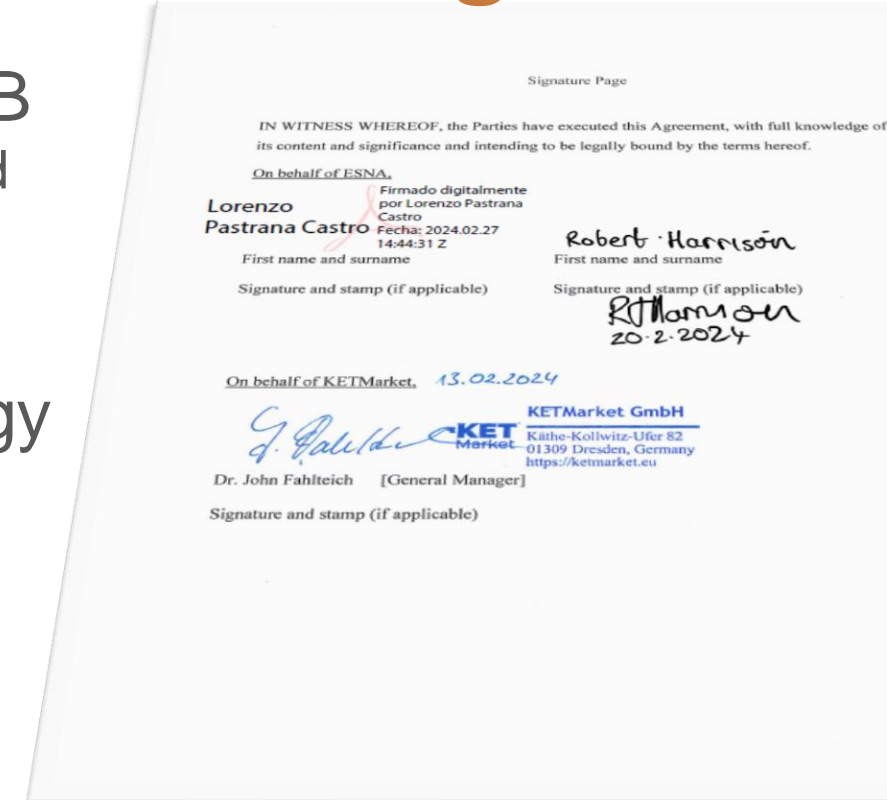 B
d
gy
Signature Page
IN WITNESS WHEREOF, the Parties have executed this Agreement, with full knowledge of
its content and significance and intending to be legally bound by the terms hereof.
On behalf of ESNA,
Lorenzo
Pastrana Castro
Firmado digitalmente
por Lorenzo Pastrana
Castro
Fecha: 2024.02.27
14:44:31 Z
First name and surname
Signature and stamp (if applicable)
Robert Harrison
First name and surname
Signature and stamp (if applicable)
RJHarrison
20.2.2024
On behalf of KETMarket, 13.02.2024
KET
Market
KETMarket GmbH
Käthe-Kollwitz-Ufer 82
01309 Dresden, Germany
https://ketmarket.eu
Dr. John Fahlteich [General Manager]
Signature and stamp (if applicable)